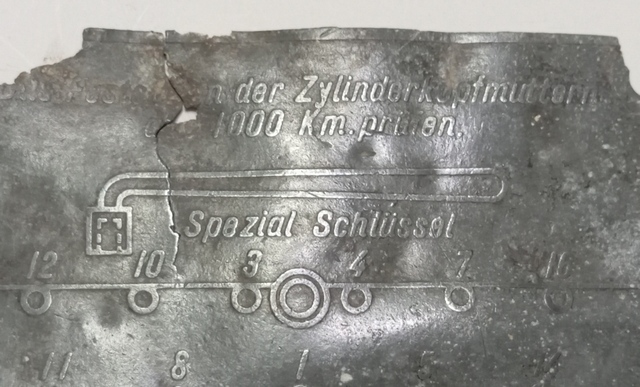 der Zylinderkopfmuttern
1000 Km. prüfen.
Spezial Schlüssel
12 10 3 4 7
11 8 1